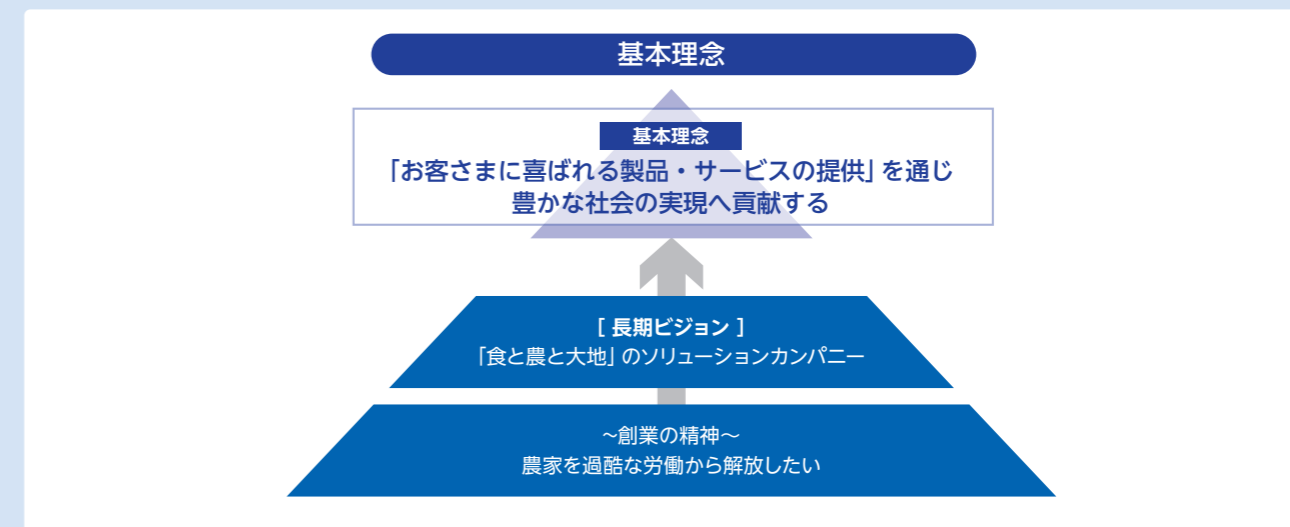 基本理念
基本理念
「お客さまに喜ばれる製品・サービスの提供」を通じ
豊かな社会の実現へ貢献する
［ 長期ビジョン ］
「食と農と大地」のソリューションカンパニー
～創業の精神～
農家を過酷な労働から解放したい